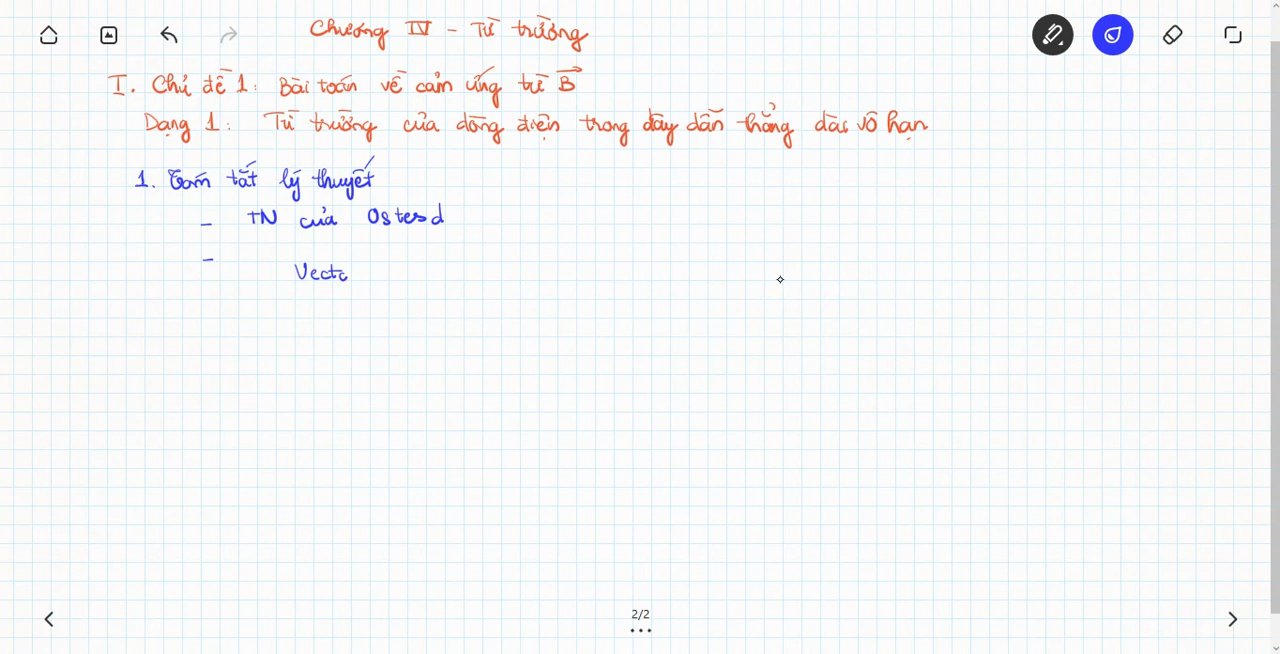 Chương IV - Từ trường
I. Chủ đề 1: Bài toán về cảm ứng từ B
Dạng 1: Từ trường của dòng điện trong dây dẫn thẳng dài vô hạn
1. Tóm tắt lý thuyết
- TN của Ostesd
-
Vecto
2/2